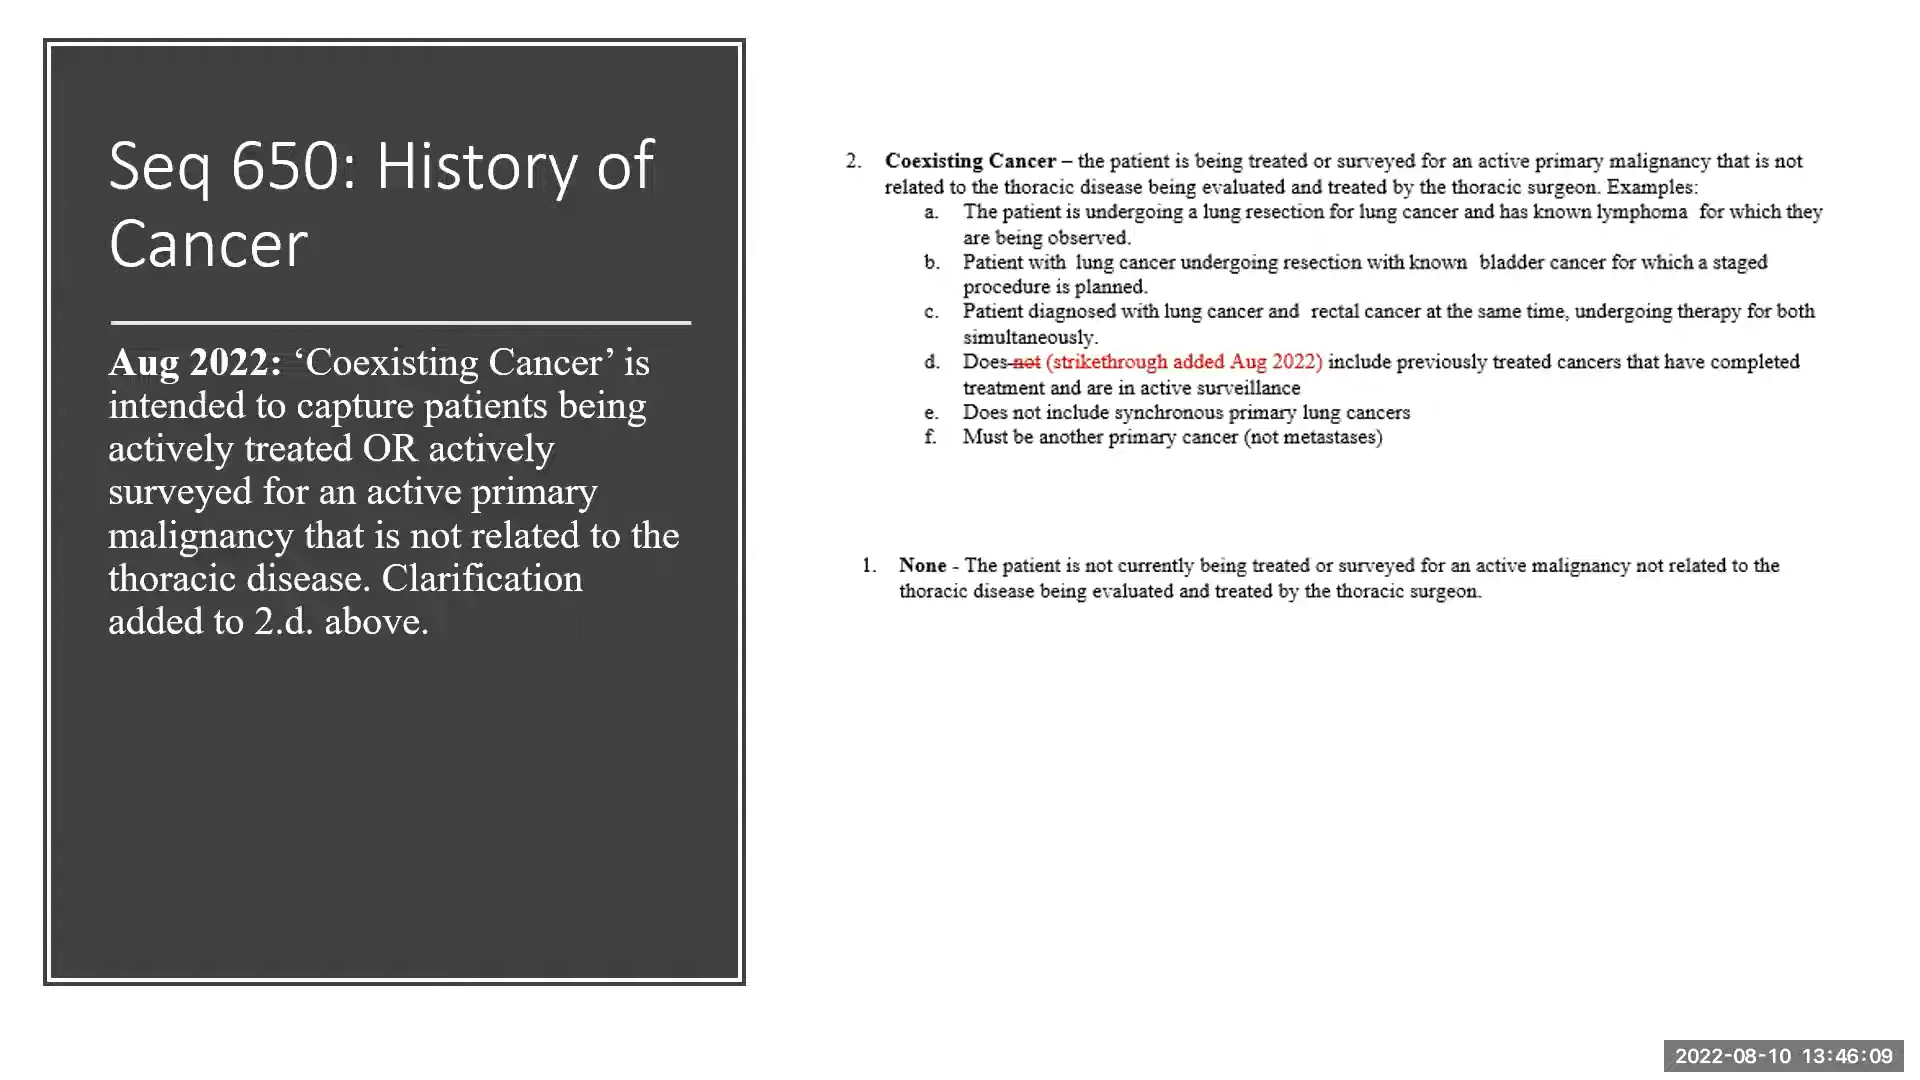 Seq 650: History of
Cancer
Aug 2022: ‘Coexisting Cancer’ is
intended to capture patients being
actively treated OR actively
surveyed for an active primary
malignancy that is not related to the
thoracic disease. Clarification
added to 2.d. above.
2. Coexisting Cancer – the patient is being treated or surveyed for an active primary malignancy that is not
related to the thoracic disease being evaluated and treated by the thoracic surgeon. Examples:
a. The patient is undergoing a lung resection for lung cancer and has known lymphoma for which they
are being observed.
b. Patient with lung cancer undergoing resection with known bladder cancer for which a staged
procedure is planned.
c. Patient diagnosed with lung cancer and rectal cancer at the same time, undergoing therapy for both
simultaneously.
d. Does not (strikethrough added Aug 2022) include previously treated cancers that have completed
treatment and are in active surveillance
e. Does not include synchronous primary lung cancers
f. Must be another primary cancer (not metastases)
1. None - The patient is not currently being treated or surveyed for an active malignancy not related to the
thoracic disease being evaluated and treated by the thoracic surgeon.
2022-08-10 13:46:09